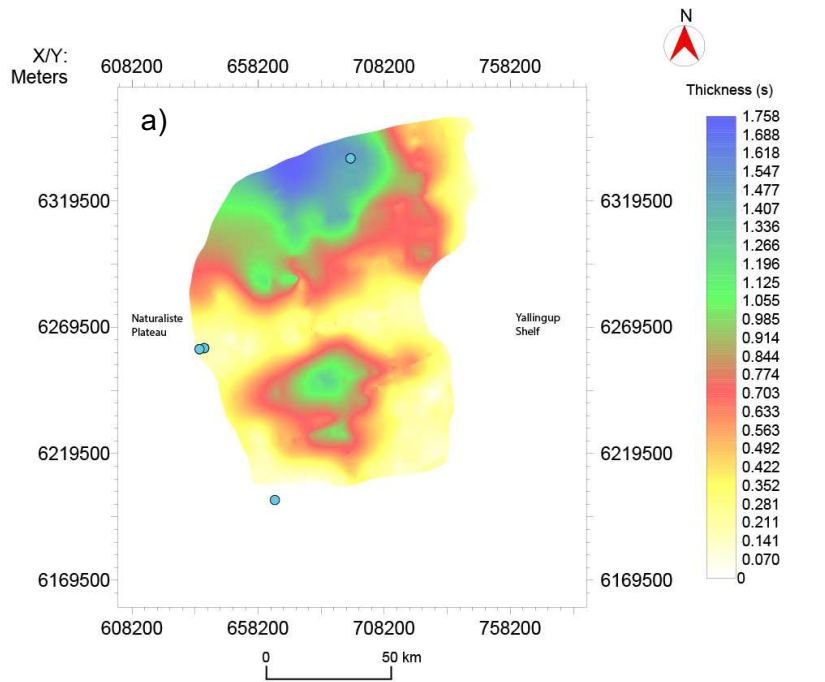 N
X/Y:
Meters
608200 658200 708200 758200
Thickness (s)
a)
1.758
1.688
1.618
1.547
1.477
1.407
1.336
1.266
1.196
1.125
1.055
0.985
0.914
0.844
0.774
0.703
0.633
0.563
0.492
0.422
0.352
0.281
0.211
0.141
0.070
0
6319500 6319500
Naturaliste
Plateau
Yallingup
Shelf
6269500 6269500
6219500 6219500
6169500 6169500
608200 658200 708200 758200
0 50 km